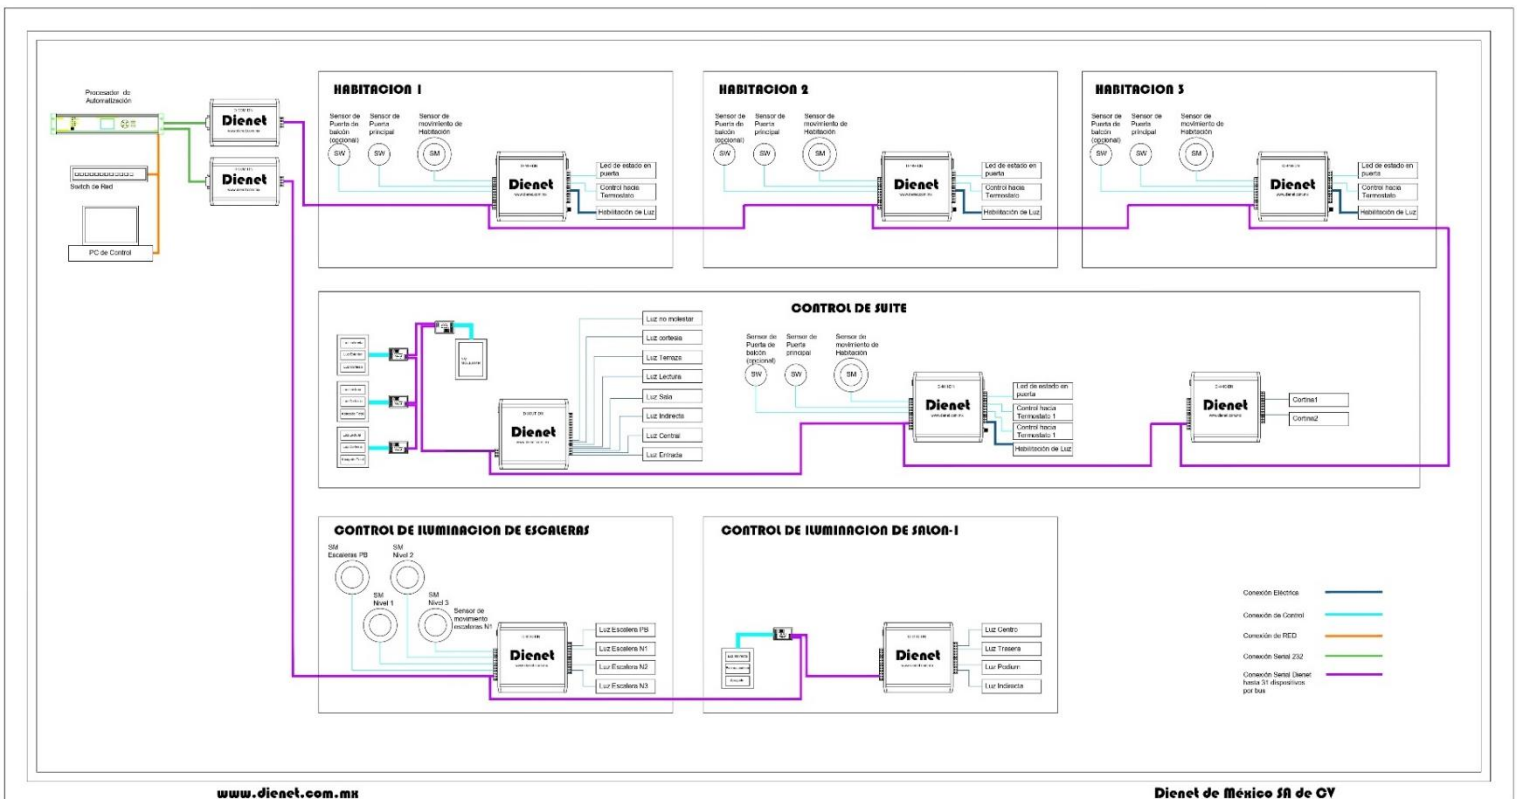 Procesador de
Automatización
Dienet
Switch de Red
PC de Control
Dienet
HABITACION 1
Sensor de
Puerta de
balcón
(opcional)
Sensor de
Puerta
principal
Sensor de
movimiento de
Habitación
SW
SW
SM
Dienet
Led de estado en
puerta
Control hacia
Termostato
Habilitación de Luz
HABITACION 2
Sensor de
Puerta de
balcón
(opcional)
Sensor de
Puerta
principal
Sensor de
movimiento de
Habitación
SW
SW
SM
Dienet
Led de estado en
puerta
Control hacia
Termostato
Habilitación de Luz
HABITACION 3
Sensor de
Puerta de
balcón
(opcional)
Sensor de
Puerta
principal
Sensor de
movimiento de
Habitación
SW
SW
SM
Dienet
Led de estado en
puerta
Control hacia
Termostato
Habilitación de Luz
CONTROL DE SUITE
Luz no molestar
Luz cortesia
Luz Terraza
Luz Lectura
Luz Sala
Luz Indirecta
Luz Central
Luz Entrada
Dienet
Sensor de
Puerta de
balcón
(opcional)
Sensor de
Puerta
principal
Sensor de
movimiento de
Habitación
SW
SW
SM
Dienet
Led de estado en
puerta
Control hacia
Termostato 1
Control hacia
Termostato 1
Habilitación de Luz
Dienet
Cortina1
Cortina2
CONTROL DE ILUMINACION DE ESCALERAS
SM
Escaleras PB
SM
Nivel 2
SM
Nivel 1
SM
Nivel 3
Sensor de
movimiento
escaleras N1
Dienet
Luz Escalera PB
Luz Escalera N1
Luz Escalera N2
Luz Escalera N3
CONTROL DE ILUMINACION DE SALON-1
Dienet
Luz Centro
Luz Trasera
Luz Podium
Luz Indirecta
Conexión Eléctrica
Conexión de Control
Conexión de RED
Conexión Serial 232
Conexión Serial Dienet
hasta 31 dispositivos
por bus
www.dienet.com.mx
Dienet de México SA de CV